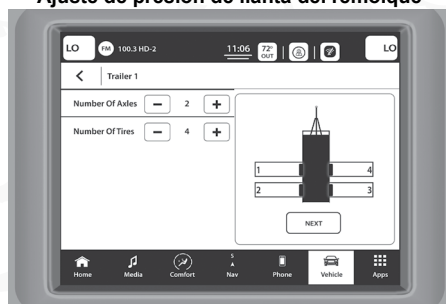 Ajuste de presión de llanta del remolque
LO FM 100.3 HD-2 11:06 72° OUT LO
Trailer 1
Number Of Axles − 2 +
Number Of Tires − 4 +
1 4
2 3
NEXT
S
Home Media Comfort Nav Phone Vehicle Apps